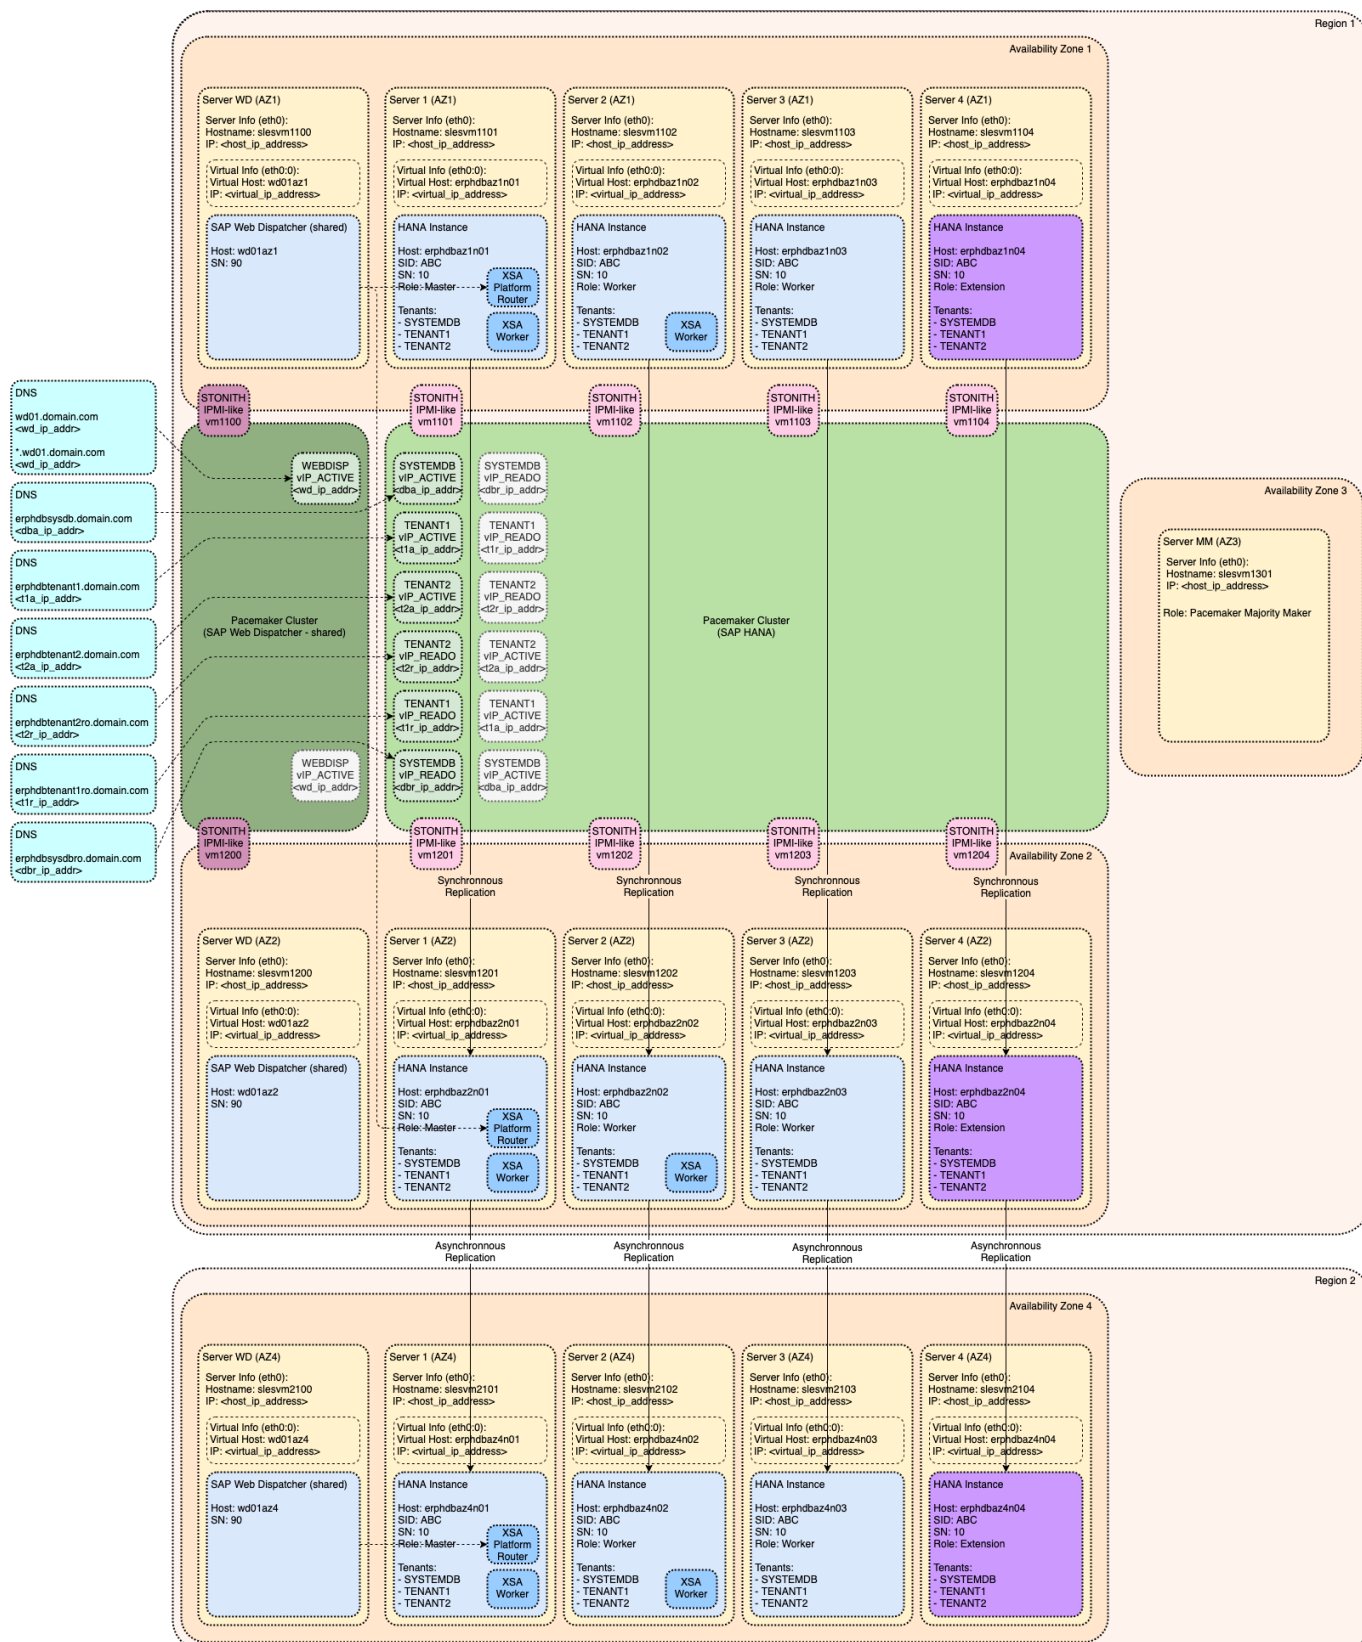 Region 1
Availability Zone 1
Server WD (AZ1)
Server Info (eth0):
Hostname: slesvm1100
IP: <host_ip_address>
Virtual Info (eth0:0):
Virtual Host: wd01az1
IP: <virtual_ip_address>
SAP Web Dispatcher (shared)
Host: wd01az1
SN: 90
Server 1 (AZ1)
Server Info (eth0):
Hostname: slesvm1101
IP: <host_ip_address>
Virtual Info (eth0:0):
Virtual Host: erphdbaz1n01
IP: <virtual_ip_address>
HANA Instance
Host: erphdbaz1n01
SID: ABC
SN: 10
Role: Master
Tenants:
- SYSTEMDB
- TENANT1
- TENANT2
XSA
Platform
Router
XSA
Worker
Server 2 (AZ1)
Server Info (eth0):
Hostname: slesvm1102
IP: <host_ip_address>
Virtual Info (eth0:0):
Virtual Host: erphdbaz1n02
IP: <virtual_ip_address>
HANA Instance
Host: erphdbaz1n02
SID: ABC
SN: 10
Role: Worker
Tenants:
- SYSTEMDB
- TENANT1
- TENANT2
XSA
Worker
Server 3 (AZ1)
Server Info (eth0):
Hostname: slesvm1103
IP: <host_ip_address>
Virtual Info (eth0:0):
Virtual Host: erphdbaz1n03
IP: <virtual_ip_address>
HANA Instance
Host: erphdbaz1n03
SID: ABC
SN: 10
Role: Worker
Tenants:
- SYSTEMDB
- TENANT1
- TENANT2
Server 4 (AZ1)
Server Info (eth0):
Hostname: slesvm1104
IP: <host_ip_address>
Virtual Info (eth0:0):
Virtual Host: erphdbaz1n04
IP: <virtual_ip_address>
HANA Instance
Host: erphdbaz1n04
SID: ABC
SN: 10
Role: Extension
Tenants:
- SYSTEMDB
- TENANT1
- TENANT2
STONITH
IPMI-like
vm1100
STONITH
IPMI-like
vm1101
STONITH
IPMI-like
vm1102
STONITH
IPMI-like
vm1103
STONITH
IPMI-like
vm1104
DNS
wd01.domain.com
<wd_ip_addr>
*.wd01.domain.com
<wd_ip_addr>
DNS
erphdbsysdb.domain.com
<dba_ip_addr>
DNS
erphdbtenant1.domain.com
<t1a_ip_addr>
DNS
erphdbtenant2.domain.com
<t2a_ip_addr>
DNS
erphdbtenant2ro.domain.com
<t2r_ip_addr>
DNS
erphdbtenant1ro.domain.com
<t1r_ip_addr>
DNS
erphdbsysdbro.domain.com
<dbr_ip_addr>
WEBDISP
vIP_ACTIVE
<wd_ip_addr>
Pacemaker Cluster
(SAP Web Dispatcher - shared)
WEBDISP
vIP_ACTIVE
<wd_ip_addr>
SYSTEMDB
vIP_ACTIVE
<dba_ip_addr>
SYSTEMDB
vIP_READO
<dbr_ip_addr>
TENANT1
vIP_ACTIVE
<t1a_ip_addr>
TENANT1
vIP_READO
<t1r_ip_addr>
TENANT2
vIP_ACTIVE
<t2a_ip_addr>
TENANT2
vIP_READO
<t2r_ip_addr>
TENANT2
vIP_READO
<t2r_ip_addr>
TENANT2
vIP_ACTIVE
<t2a_ip_addr>
TENANT1
vIP_READO
<t1r_ip_addr>
TENANT1
vIP_ACTIVE
<t1a_ip_addr>
SYSTEMDB
vIP_READO
<dbr_ip_addr>
SYSTEMDB
vIP_ACTIVE
<dba_ip_addr>
Pacemaker Cluster
(SAP HANA)
Availability Zone 3
Server MM (AZ3)
Server Info (eth0):
Hostname: slesvm1301
IP: <host_ip_address>
Role: Pacemaker Majority Maker
STONITH
IPMI-like
vm1200
STONITH
IPMI-like
vm1201
STONITH
IPMI-like
vm1202
STONITH
IPMI-like
vm1203
STONITH
IPMI-like
vm1204
Availability Zone 2
Synchronnous
Replication
Synchronnous
Replication
Synchronnous
Replication
Synchronnous
Replication
Server WD (AZ2)
Server Info (eth0):
Hostname: slesvm1200
IP: <host_ip_address>
Virtual Info (eth0:0):
Virtual Host: wd01az2
IP: <virtual_ip_address>
SAP Web Dispatcher (shared)
Host: wd01az2
SN: 90
Server 1 (AZ2)
Server Info (eth0):
Hostname: slesvm1201
IP: <host_ip_address>
Virtual Info (eth0:0):
Virtual Host: erphdbaz2n01
IP: <virtual_ip_address>
HANA Instance
Host: erphdbaz2n01
SID: ABC
SN: 10
Role: Master
Tenants:
- SYSTEMDB
- TENANT1
- TENANT2
XSA
Platform
Router
XSA
Worker
Server 2 (AZ2)
Server Info (eth0):
Hostname: slesvm1202
IP: <host_ip_address>
Virtual Info (eth0:0):
Virtual Host: erphdbaz2n02
IP: <virtual_ip_address>
HANA Instance
Host: erphdbaz2n02
SID: ABC
SN: 10
Role: Worker
Tenants:
- SYSTEMDB
- TENANT1
- TENANT2
XSA
Worker
Server 3 (AZ2)
Server Info (eth0):
Hostname: slesvm1203
IP: <host_ip_address>
Virtual Info (eth0:0):
Virtual Host: erphdbaz2n03
IP: <virtual_ip_address>
HANA Instance
Host: erphdbaz2n03
SID: ABC
SN: 10
Role: Worker
Tenants:
- SYSTEMDB
- TENANT1
- TENANT2
Server 4 (AZ2)
Server Info (eth0):
Hostname: slesvm1204
IP: <host_ip_address>
Virtual Info (eth0:0):
Virtual Host: erphdbaz2n04
IP: <virtual_ip_address>
HANA Instance
Host: erphdbaz2n04
SID: ABC
SN: 10
Role: Extension
Tenants:
- SYSTEMDB
- TENANT1
- TENANT2
Asynchronnous
Replication
Asynchronnous
Replication
Asynchronnous
Replication
Asynchronnous
Replication
Region 2
Availability Zone 4
Server WD (AZ4)
Server Info (eth0):
Hostname: slesvm2100
IP: <host_ip_address>
Virtual Info (eth0:0):
Virtual Host: wd01az4
IP: <virtual_ip_address>
SAP Web Dispatcher (shared)
Host: wd01az4
SN: 90
Server 1 (AZ4)
Server Info (eth0):
Hostname: slesvm2101
IP: <host_ip_address>
Virtual Info (eth0:0):
Virtual Host: erphdbaz4n01
IP: <virtual_ip_address>
HANA Instance
Host: erphdbaz4n01
SID: ABC
SN: 10
Role: Master
Tenants:
- SYSTEMDB
- TENANT1
- TENANT2
XSA
Platform
Router
XSA
Worker
Server 2 (AZ4)
Server Info (eth0):
Hostname: slesvm2102
IP: <host_ip_address>
Virtual Info (eth0:0):
Virtual Host: erphdbaz4n02
IP: <virtual_ip_address>
HANA Instance
Host: erphdbaz4n02
SID: ABC
SN: 10
Role: Worker
Tenants:
- SYSTEMDB
- TENANT1
- TENANT2
XSA
Worker
Server 3 (AZ4)
Server Info (eth0):
Hostname: slesvm2103
IP: <host_ip_address>
Virtual Info (eth0:0):
Virtual Host: erphdbaz4n03
IP: <virtual_ip_address>
HANA Instance
Host: erphdbaz4n03
SID: ABC
SN: 10
Role: Worker
Tenants:
- SYSTEMDB
- TENANT1
- TENANT2
Server 4 (AZ4)
Server Info (eth0):
Hostname: slesvm2104
IP: <host_ip_address>
Virtual Info (eth0:0):
Virtual Host: erphdbaz4n04
IP: <virtual_ip_address>
HANA Instance
Host: erphdbaz4n04
SID: ABC
SN: 10
Role: Extension
Tenants:
- SYSTEMDB
- TENANT1
- TENANT2